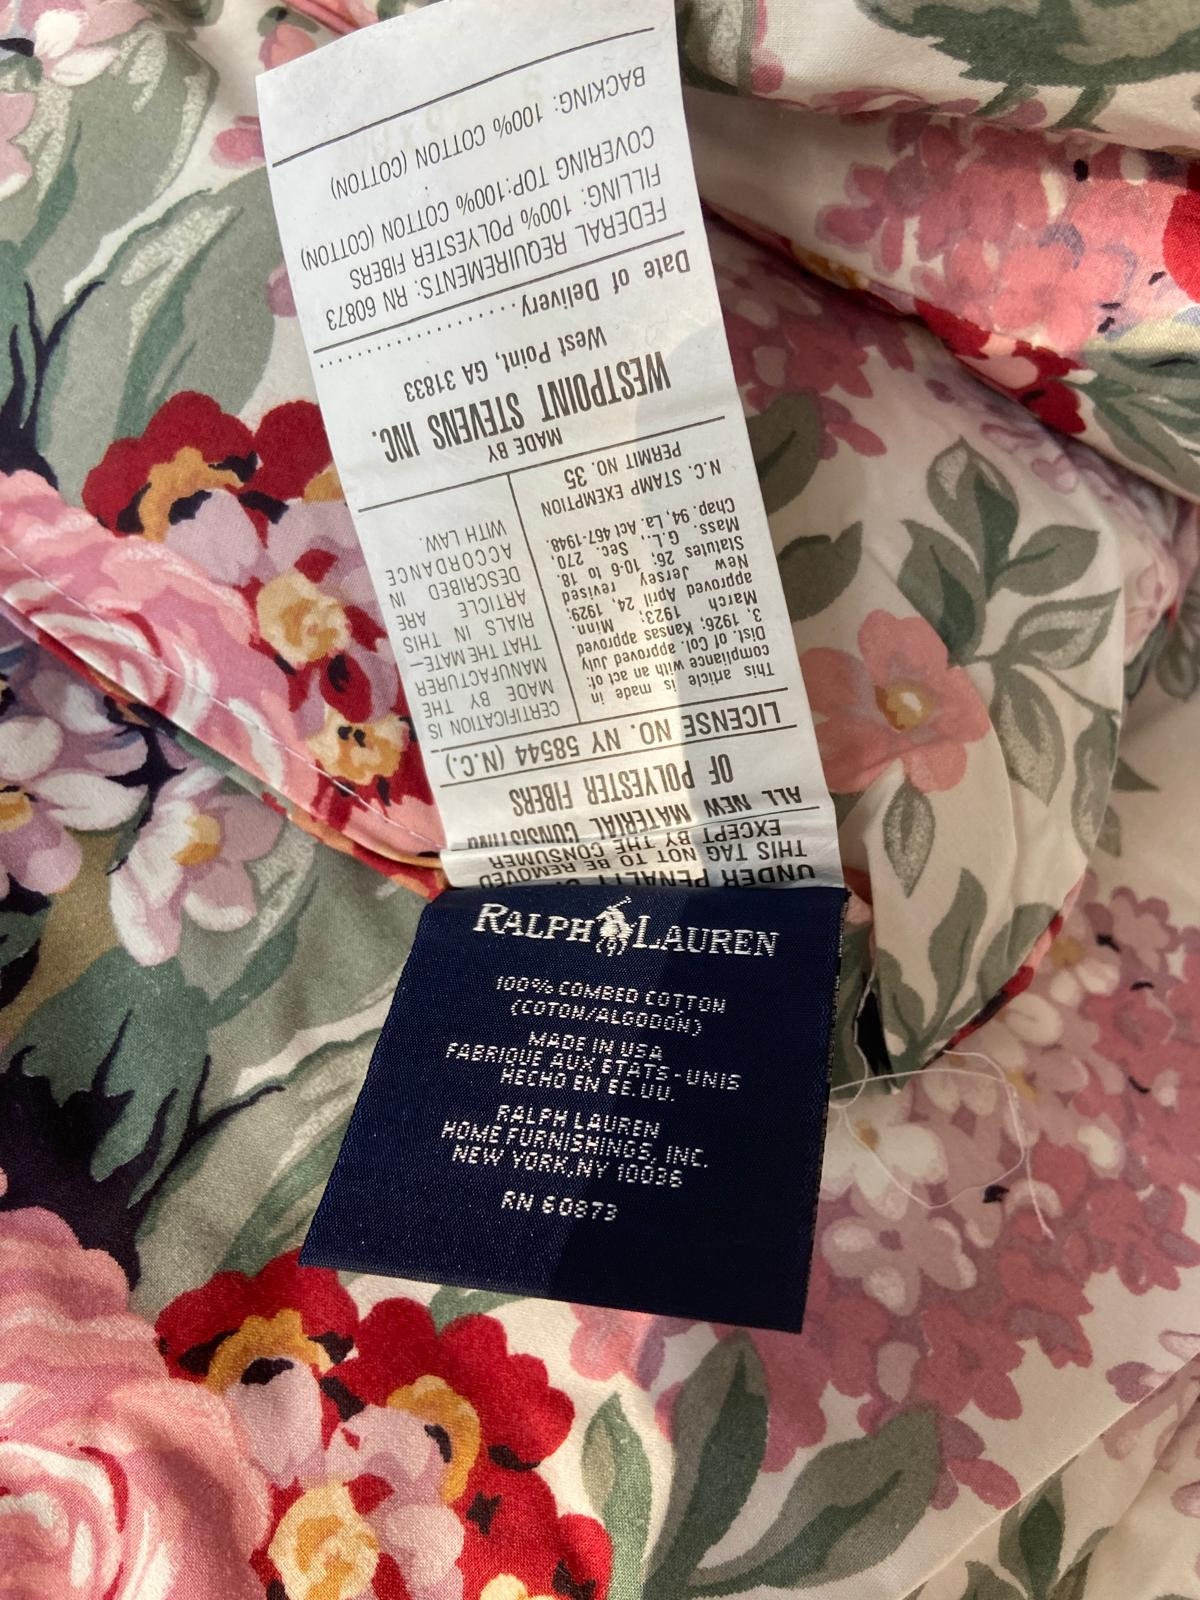 UNDER PENALTY
THIS TAG NOT TO BE REMOVED
EXCEPT BY THE CONSUMER
ALL NEW MATERIAL CONSISTING
OF POLYESTER FIBERS
LICENSE NO. NY 58544 (N.C.)
This article is made in
compliance with an act of:
Dist. of Col. approved July
3, 1926; Kansas approved
March 1923; Minn.
approved April 24, 1929;
New Jersey revised
Statutes 26; 10-6 to 18.
Mass. G.L., Sec. 270,
Chap. 94, La. Act 467-1948.
N.C. STAMP EXEMPTION
PERMIT NO. 35
CERTIFICATION IS
MADE BY THE
MANUFACTURER
THAT THE MATE-
RIALS IN THIS
ARTICLE ARE
DESCRIBED IN
ACCORDANCE
WITH LAW.
MADE BY
WESTPOINT STEVENS INC.
West Point, GA 31833
Date of Delivery
FEDERAL REQUIREMENTS: RN 60873
FILLING: 100% POLYESTER FIBERS
COVERING TOP:100% COTTON (COTTON)
BACKING: 100% COTTON (COTTON)
RALPH LAUREN
100% COMBED COTTON
(COTON/ALGODON)
MADE IN USA
FABRIQUE AUX ETATS-UNIS
HECHO EN EE.UU.
RALPH LAUREN
HOME FURNISHINGS, INC.
NEW YORK,NY 10036
RN 60873